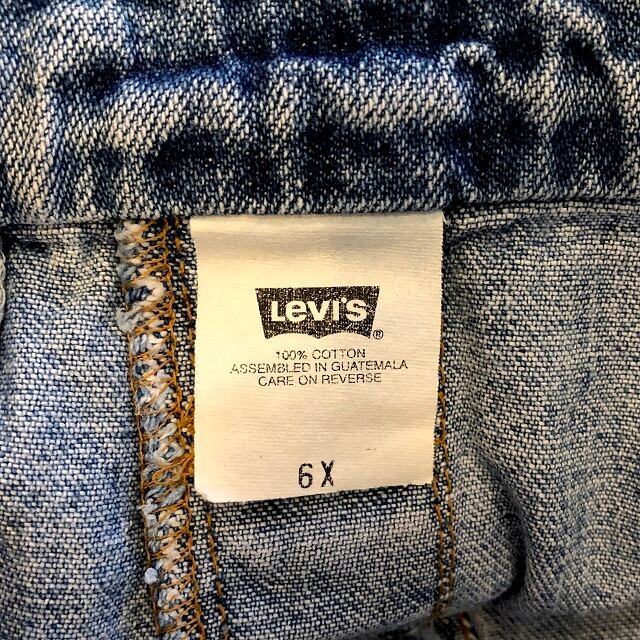 Levi's ®
100% COTTON
ASSEMBLED IN GUATEMALA
CARE ON REVERSE
6X